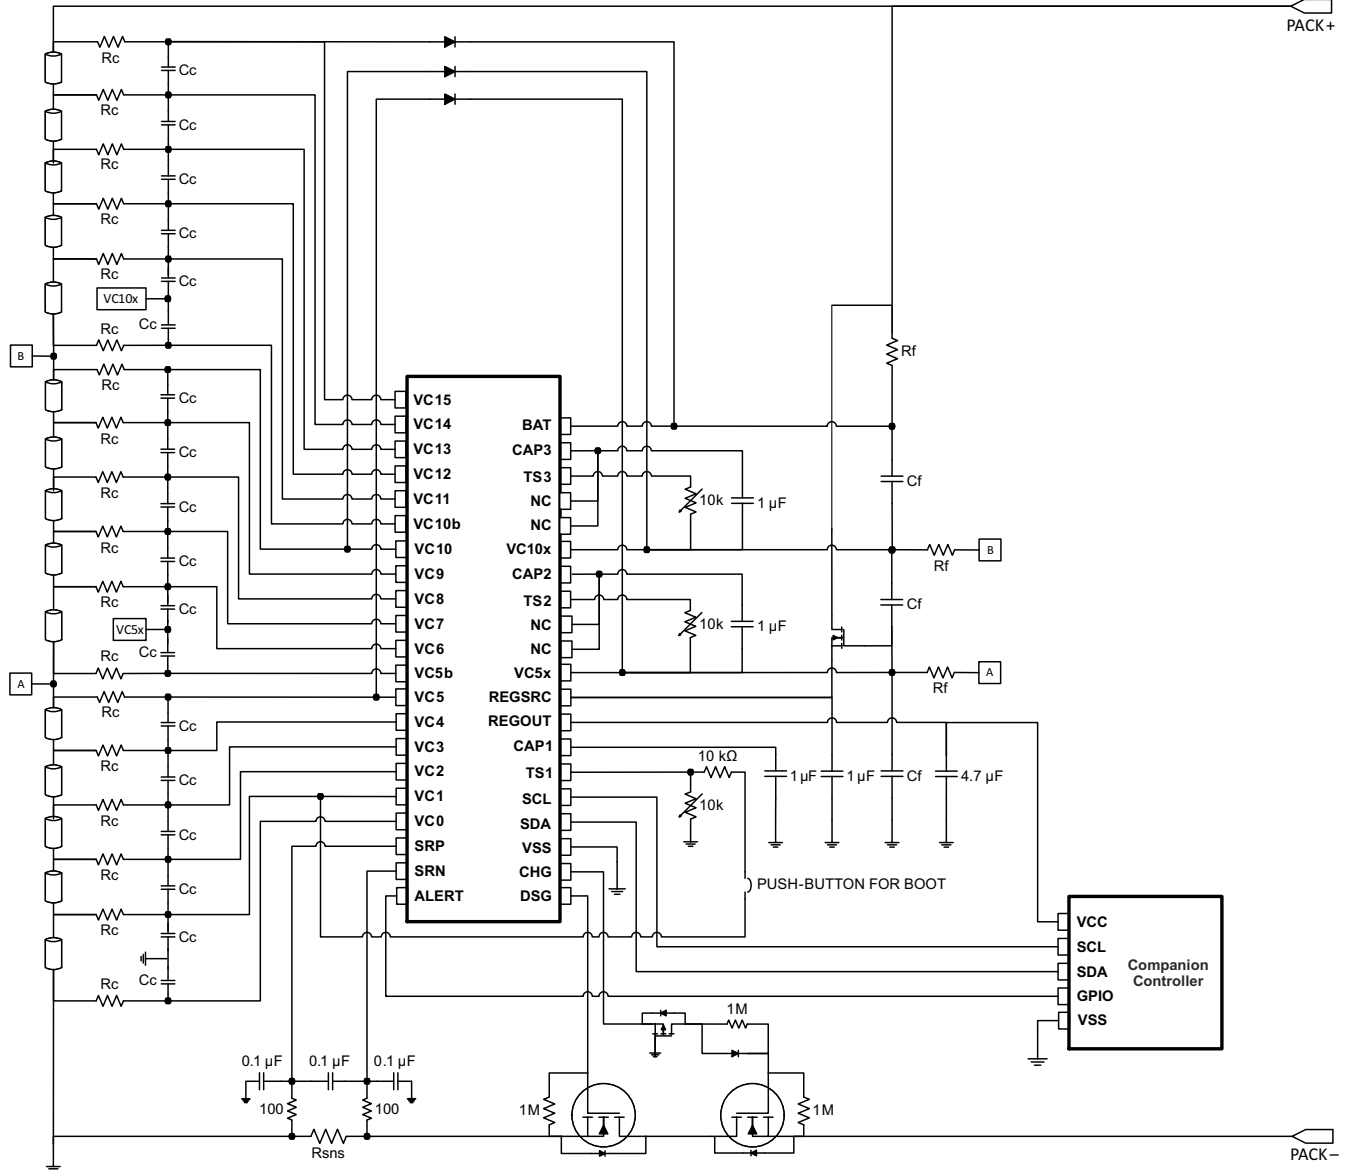 PACK+
Rc
Cc
Rc
Cc
Rc
Cc
Rc
Cc
Rc
Cc
VC10x
Cc
Rc
B
Rc
Cc
Rc
Cc
Rc
Cc
Rc
Cc
Rc
Cc
VC5x
Cc
Rc
A
Rc
Cc
Rc
Cc
Rc
Cc
Rc
Cc
Rc
Cc
Cc
Rc
VC15
VC14
VC13
VC12
VC11
VC10b
VC10
VC9
VC8
VC7
VC6
VC5b
VC5
VC4
VC3
VC2
VC1
VC0
SRP
SRN
ALERT
BAT
CAP3
TS3
NC
NC
VC10x
CAP2
TS2
NC
NC
VC5x
REGSRC
REGOUT
CAP1
TS1
SCL
SDA
VSS
CHG
DSG
Rf
Cf
10k
1 µF
Rf
B
Cf
10k
1 µF
Rf
A
10 kΩ
10k
1 µF
1 µF
Cf
4.7 µF
PUSH-BUTTON FOR BOOT
VCC
SCL
SDA
GPIO
VSS
Companion
Controller
0.1 µF
0.1 µF
0.1 µF
100
100
Rsns
1M
1M
1M
PACK–